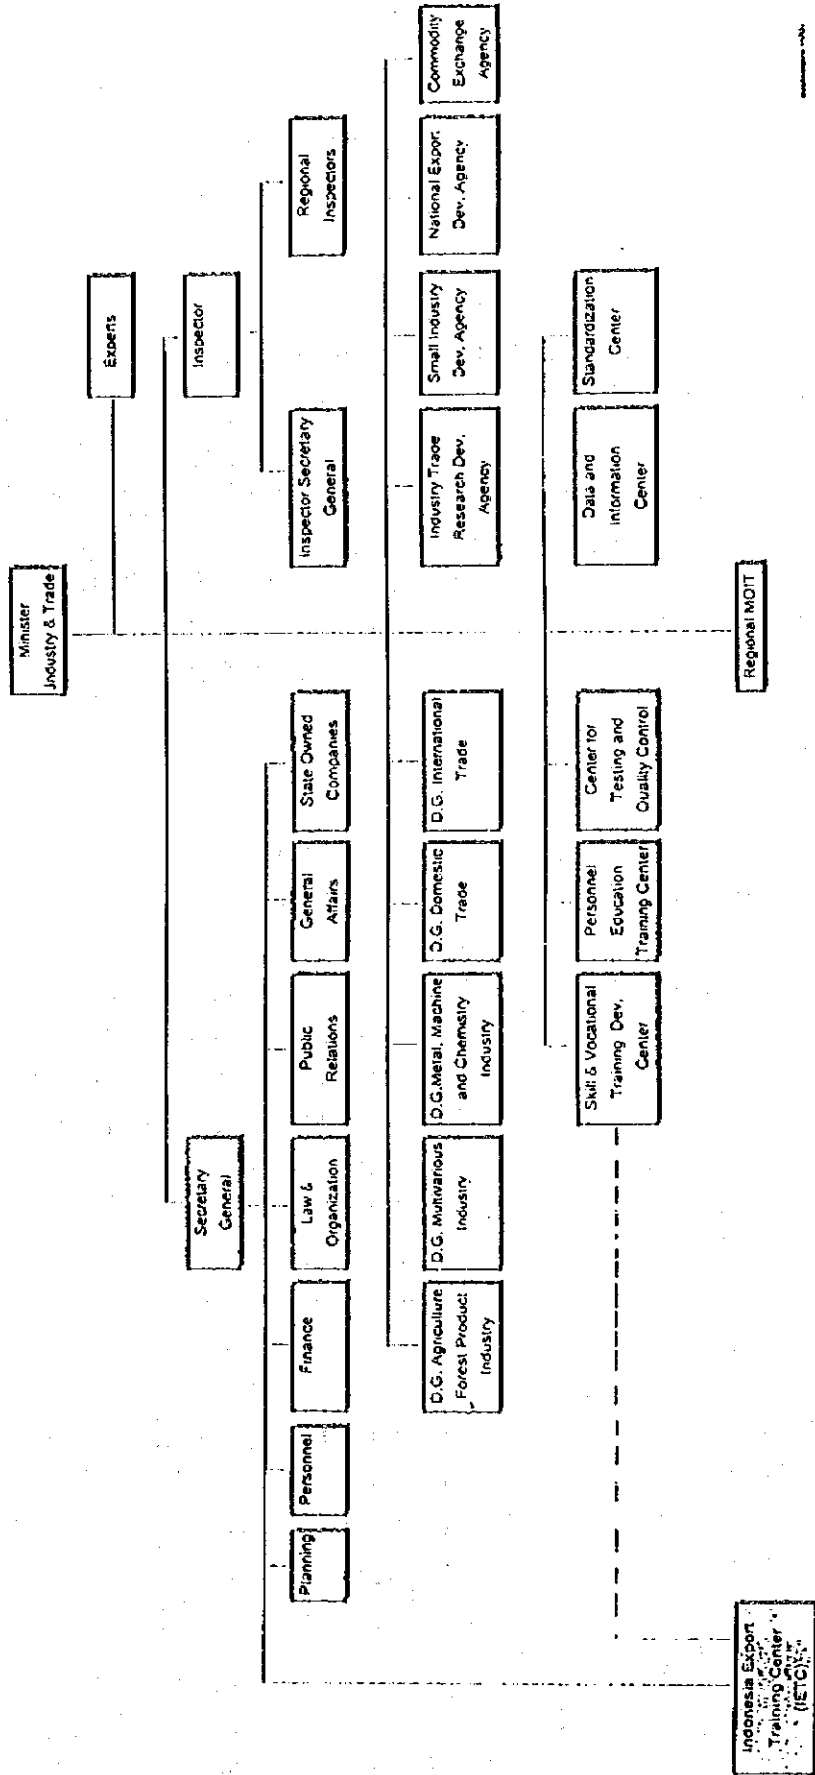 Minister
Industry & Trade
Experts
Secretary
General
Inspector
Planning
Personnel
Finance
Law &
Organization
Public
Relations
General
Affairs
State Owned
Companies
Inspector Secretary
General
Regional
Inspectors
D.G. Agriculture
Forest Product
Industry
D.G. Multivarious
Industry
D.G.Metal, Machine
and Chemistry
Industry
D.G. Domestic
Trade
D.G. International
Trade
Industry Trade
Research Dev.
Agency
Small Industry
Dev. Agency
National Export
Dev. Agency
Commodity
Exchange
Agency
Skill & Vocational
Training Dev.
Center
Personnel
Education
Training Center
Center for
Testing and
Quality Control
Data and
Information
Center
Standardization
Center
Indonesia Export
Training Center
(IETC)
Regional MOIT